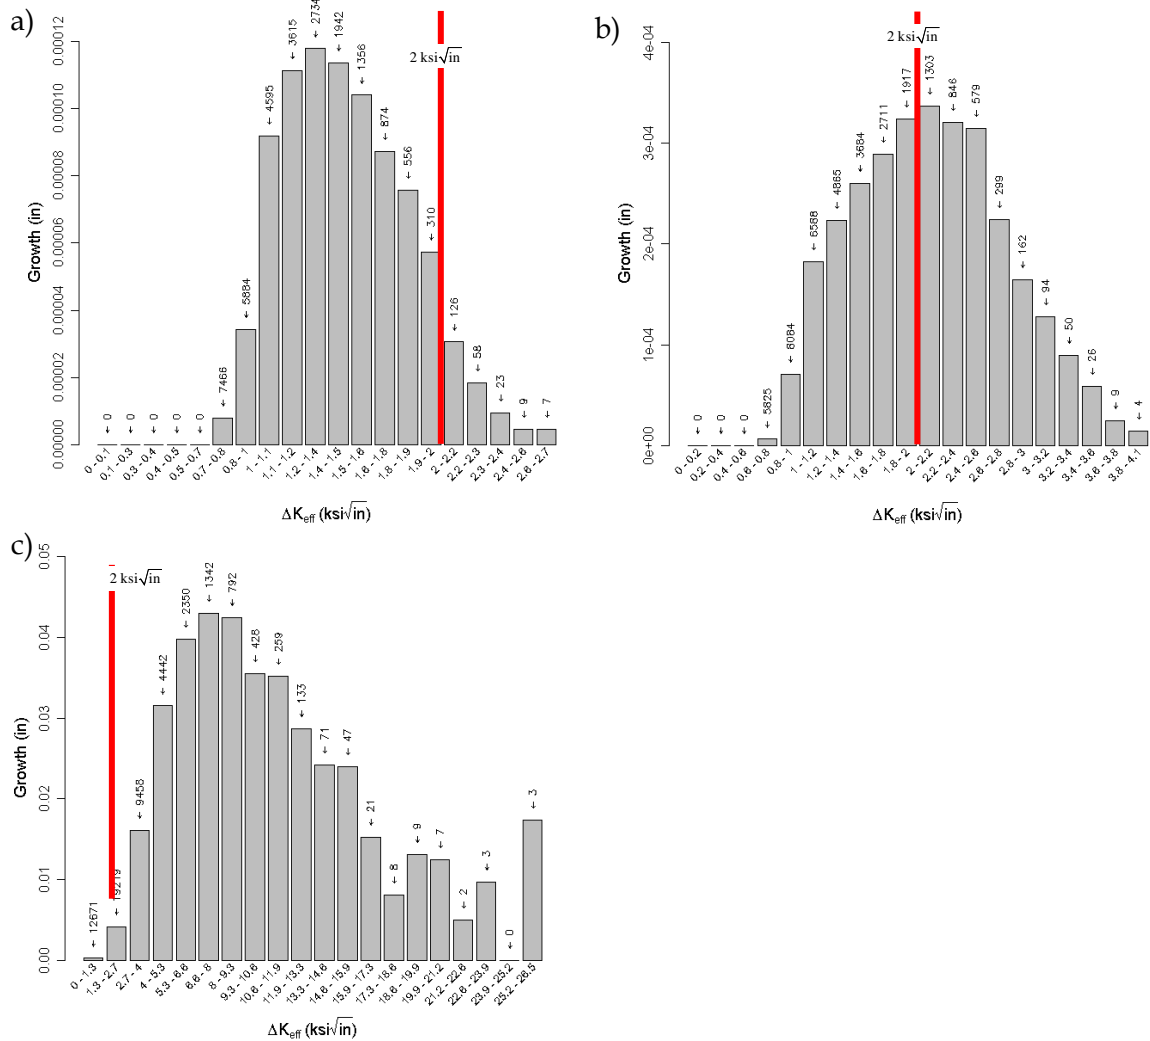 a)
2 ksi√in
Growth (in)
0.00012
0.00010
0.00008
0.00006
0.00004
0.00002
0.00000
0
0
0
0
0
7466
5884
4595
3615
2734
1942
1356
874
556
310
126
58
23
9
7
0 - 0.1
0.1 - 0.3
0.3 - 0.4
0.4 - 0.5
0.5 - 0.7
0.7 - 0.8
0.8 - 1
1 - 1.1
1.1 - 1.2
1.2 - 1.4
1.4 - 1.5
1.5 - 1.6
1.6 - 1.8
1.8 - 1.9
1.9 - 2
2 - 2.2
2.2 - 2.3
2.3 - 2.4
2.4 - 2.6
2.6 - 2.7
ΔKeff (ksi√in)
b)
2 ksi√in
Growth (in)
4e-04
3e-04
2e-04
1e-04
0e+00
0
0
0
5825
8084
6588
4865
3684
2711
1917
1303
846
579
299
162
94
50
26
9
4
0 - 0.2
0.2 - 0.4
0.4 - 0.6
0.6 - 0.8
0.8 - 1
1 - 1.2
1.2 - 1.4
1.4 - 1.6
1.6 - 1.8
1.8 - 2
2 - 2.2
2.2 - 2.4
2.4 - 2.6
2.6 - 2.8
2.8 - 3
3 - 3.2
3.2 - 3.4
3.4 - 3.6
3.6 - 3.8
3.8 - 4.1
ΔKeff (ksi√in)
c)
2 ksi√in
Growth (in)
0.05
0.04
0.03
0.02
0.01
0.00
12671
19219
9458
4442
2350
1342
792
428
259
133
71
47
21
8
9
7
2
3
0
3
0 - 1.3
1.3 - 2.7
2.7 - 4
4 - 5.3
5.3 - 6.6
6.6 - 8
8 - 9.3
9.3 - 10.6
10.6 - 11.9
11.9 - 13.3
13.3 - 14.6
14.6 - 15.9
15.9 - 17.3
17.3 - 18.6
18.6 - 19.9
19.9 - 21.2
21.2 - 22.6
22.6 - 23.9
23.9 - 25.2
25.2 - 26.5
ΔKeff (ksi√in)